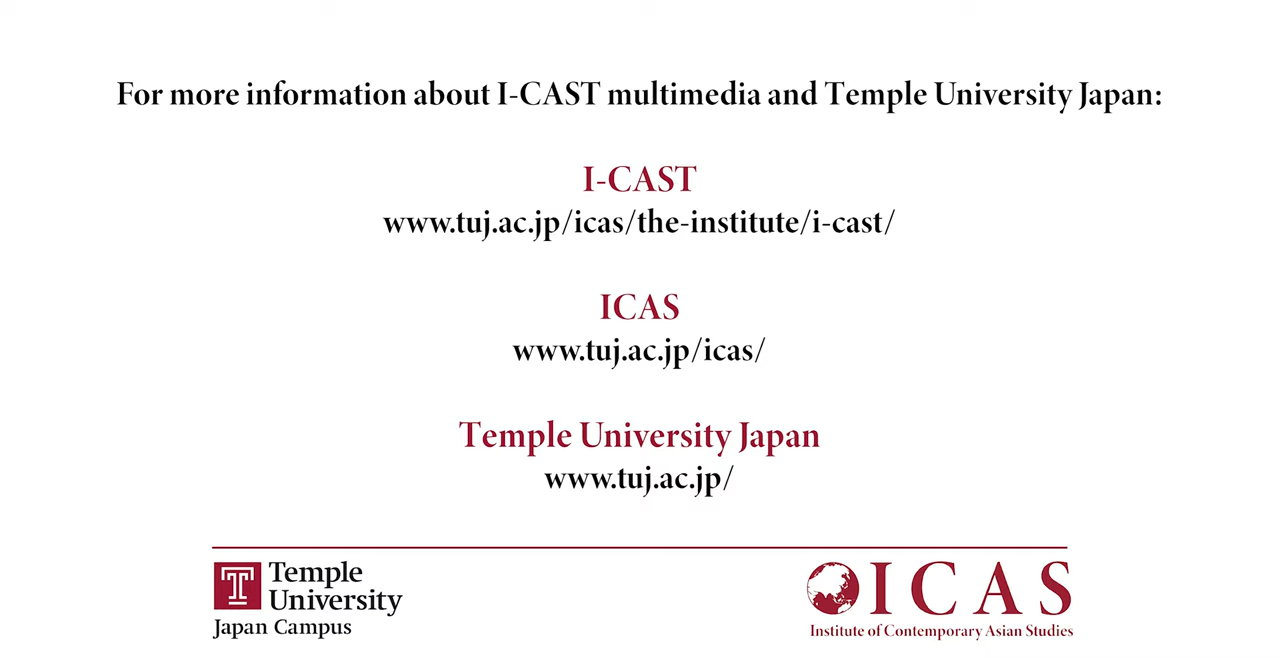 For more information about I-CAST multimedia and Temple University Japan:
I-CAST
www.tuj.ac.jp/icas/the-institute/i-cast/
ICAS
www.tuj.ac.jp/icas/
Temple University Japan
www.tuj.ac.jp/
T
Temple
University
Japan Campus
ICAS
Institute of Contemporary Asian Studies